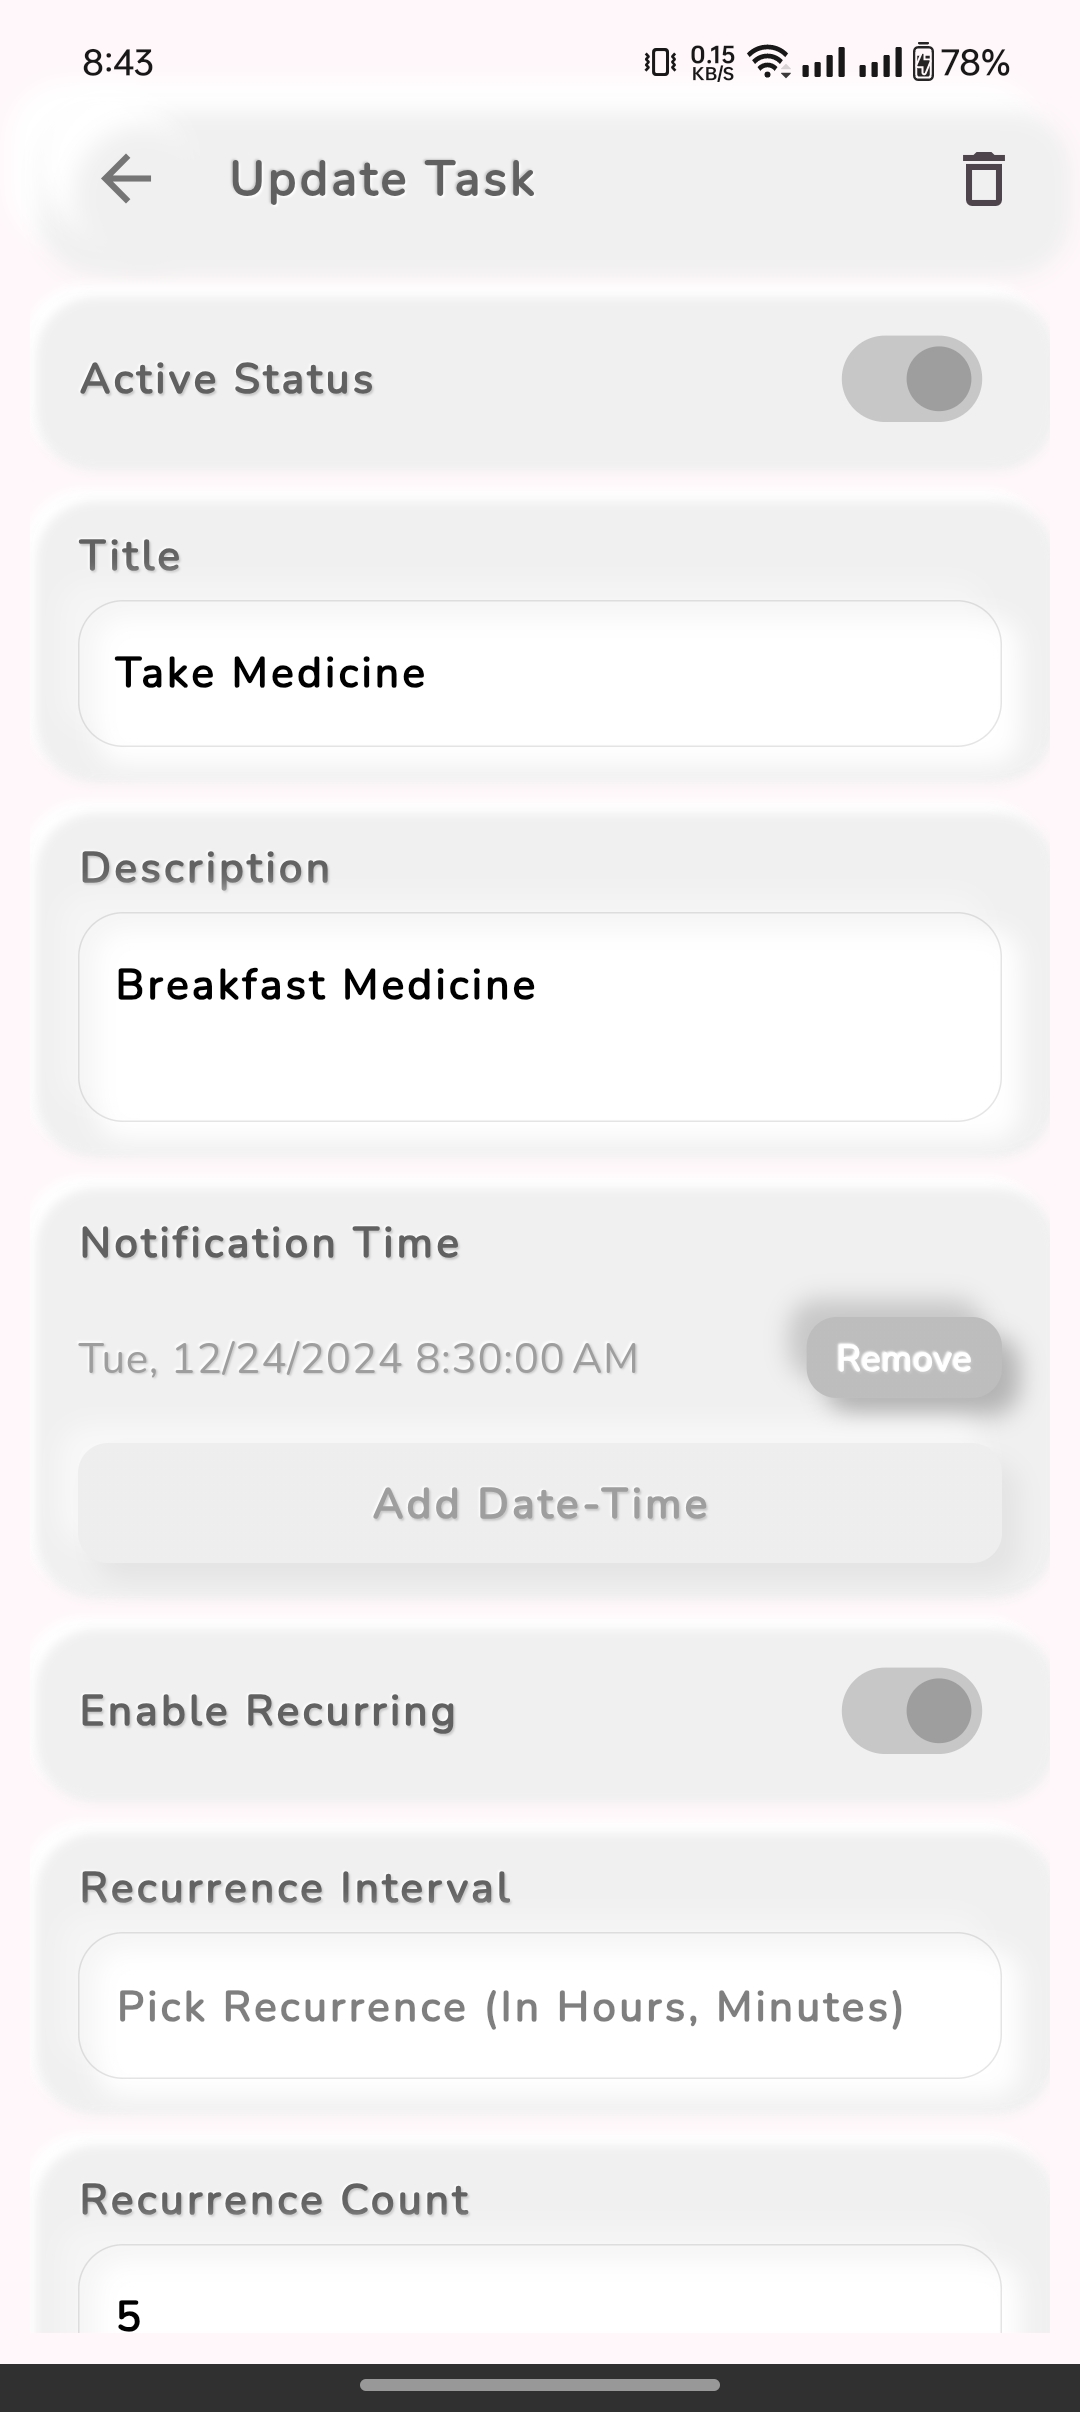 8:43
0.15
KB/S
78%
Update Task
Active Status
Title
Take Medicine
Description
Breakfast Medicine
Notification Time
Tue, 12/24/2024 8:30:00 AM
Remove
Add Date-Time
Enable Recurring
Recurrence Interval
Pick Recurrence (In Hours, Minutes)
Recurrence Count
5